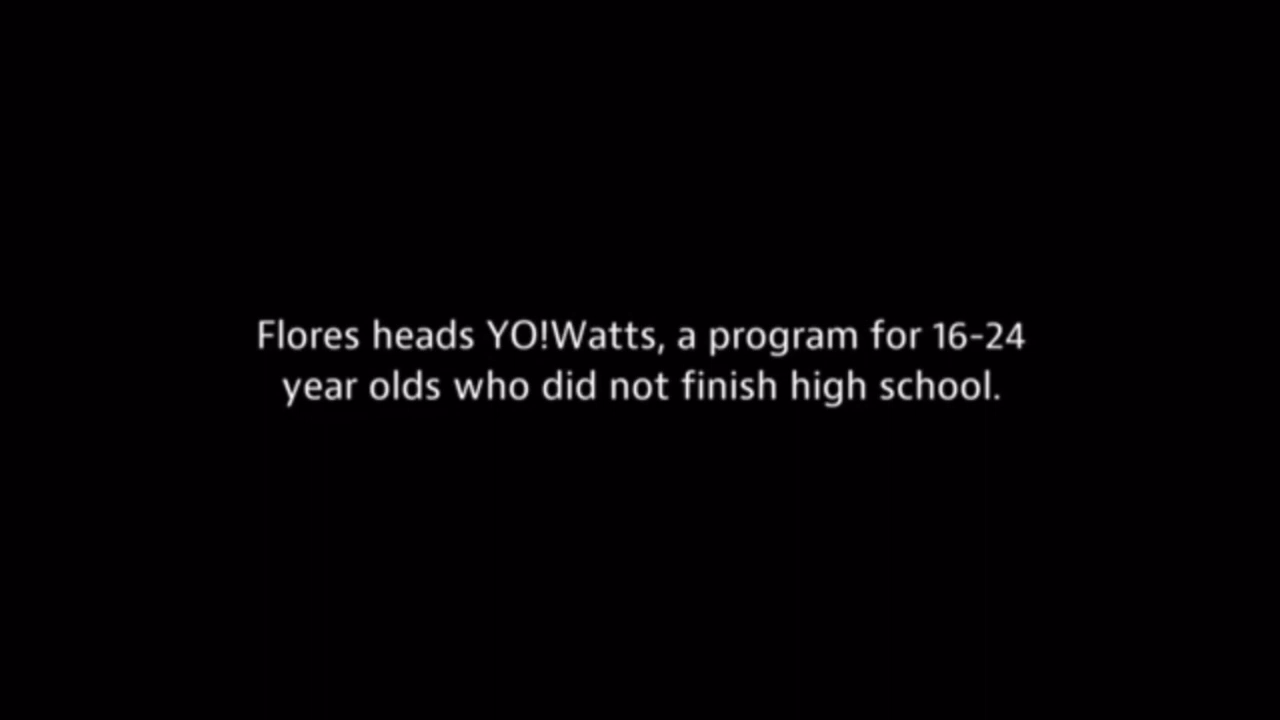 Flores heads YO!Watts, a program for 16-24
year olds who did not finish high school.